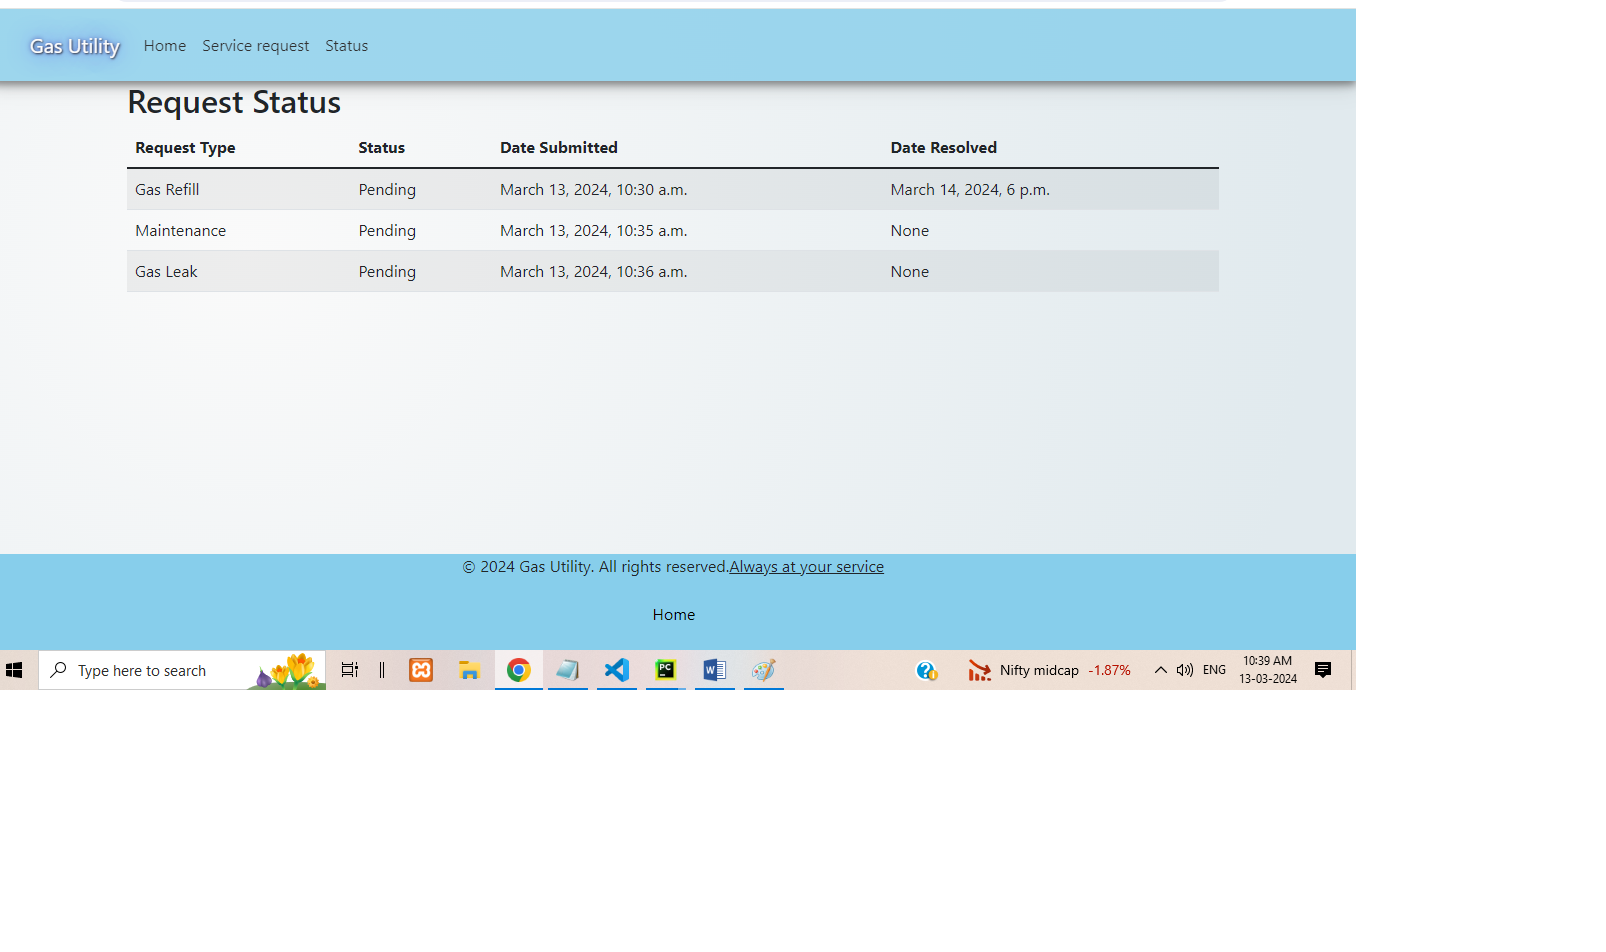 Gas Utility Home Service request Status
Request Status
Request Type Status Date Submitted Date Resolved
Gas Refill Pending March 13, 2024, 10:30 a.m. March 14, 2024, 6 p.m.
Maintenance Pending March 13, 2024, 10:35 a.m. None
Gas Leak Pending March 13, 2024, 10:36 a.m. None
© 2024 Gas Utility. All rights reserved.Always at your service
Home
Type here to search PC W Nifty midcap -1.87% ENG 10:39 AM
13-03-2024